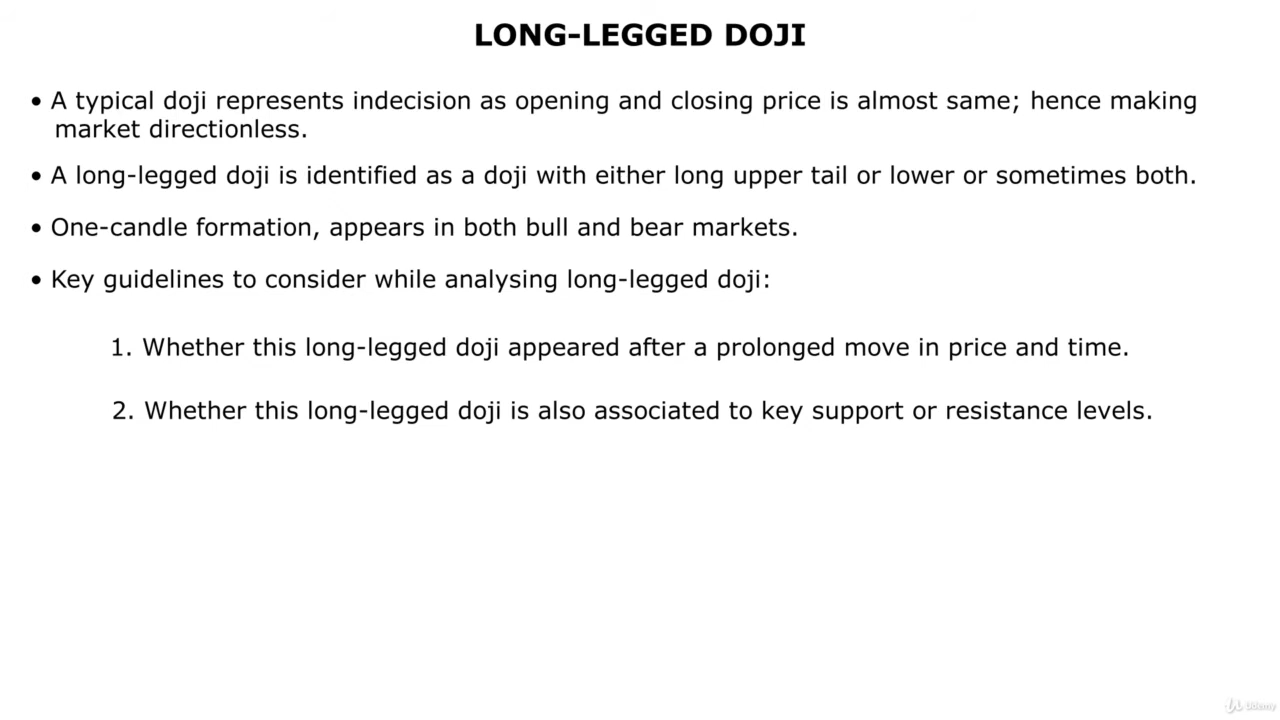 LONG-LEGGED DOJI
• A typical doji represents indecision as opening and closing price is almost same; hence making
market directionless.
• A long-legged doji is identified as a doji with either long upper tail or lower or sometimes both.
• One-candle formation, appears in both bull and bear markets.
• Key guidelines to consider while analysing long-legged doji:
1. Whether this long-legged doji appeared after a prolonged move in price and time.
2. Whether this long-legged doji is also associated to key support or resistance levels.
Udemy